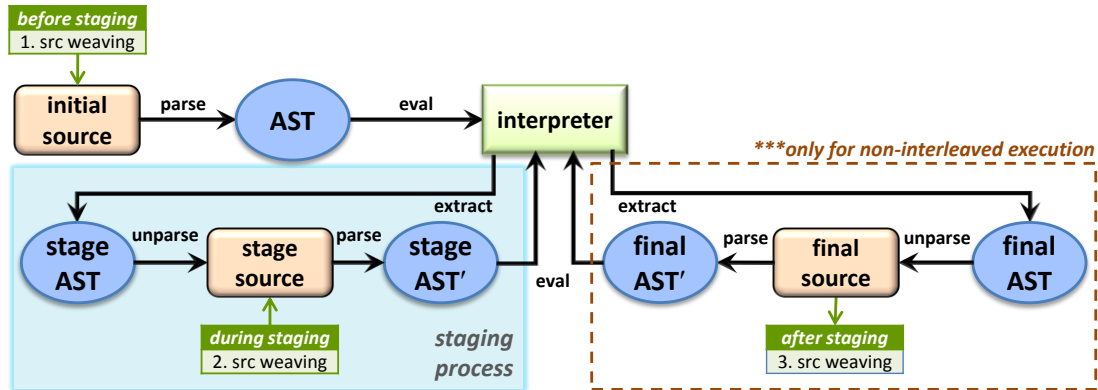 before staging
1. src weaving
initial
source
parse
AST
eval
interpreter
***only for non-interleaved execution
extract
extract
stage
AST
unparse
stage
source
parse
stage
AST′
eval
final
AST′
parse
final
source
unparse
final
AST
during staging
2. src weaving
staging
process
after staging
3. src weaving